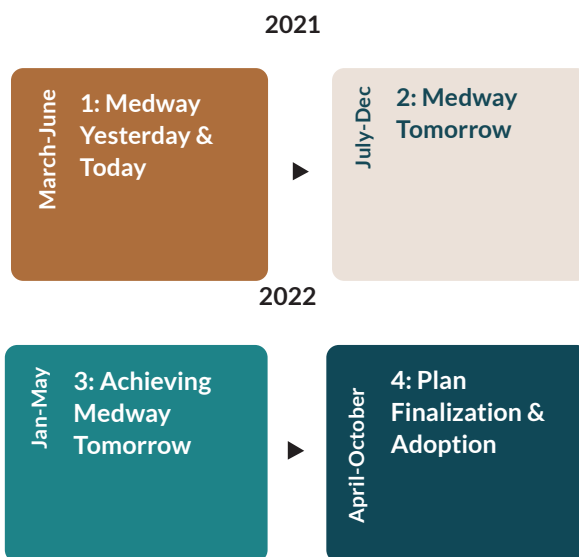 2021
March-June
1: Medway
Yesterday &
Today
July-Dec
2: Medway
Tomorrow
2022
Jan-May
3: Achieving
Medway
Tomorrow
April-October
4: Plan
Finalization &
Adoption